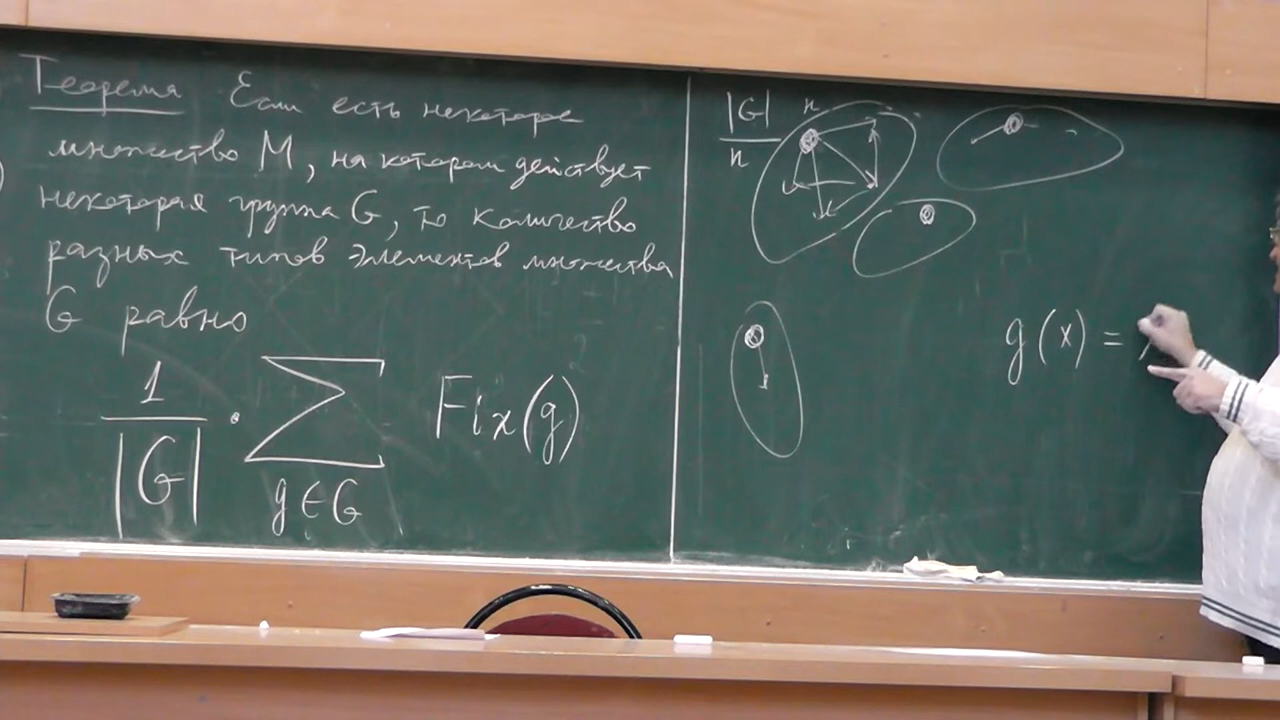 Теорема Если есть некоторое
множество M, на котором действует
некоторая группа G, то количество
разных типов элементов множества
G равно
1
|G| · Σ Fix(g)
g∈G
|G| n
n
g(x) =